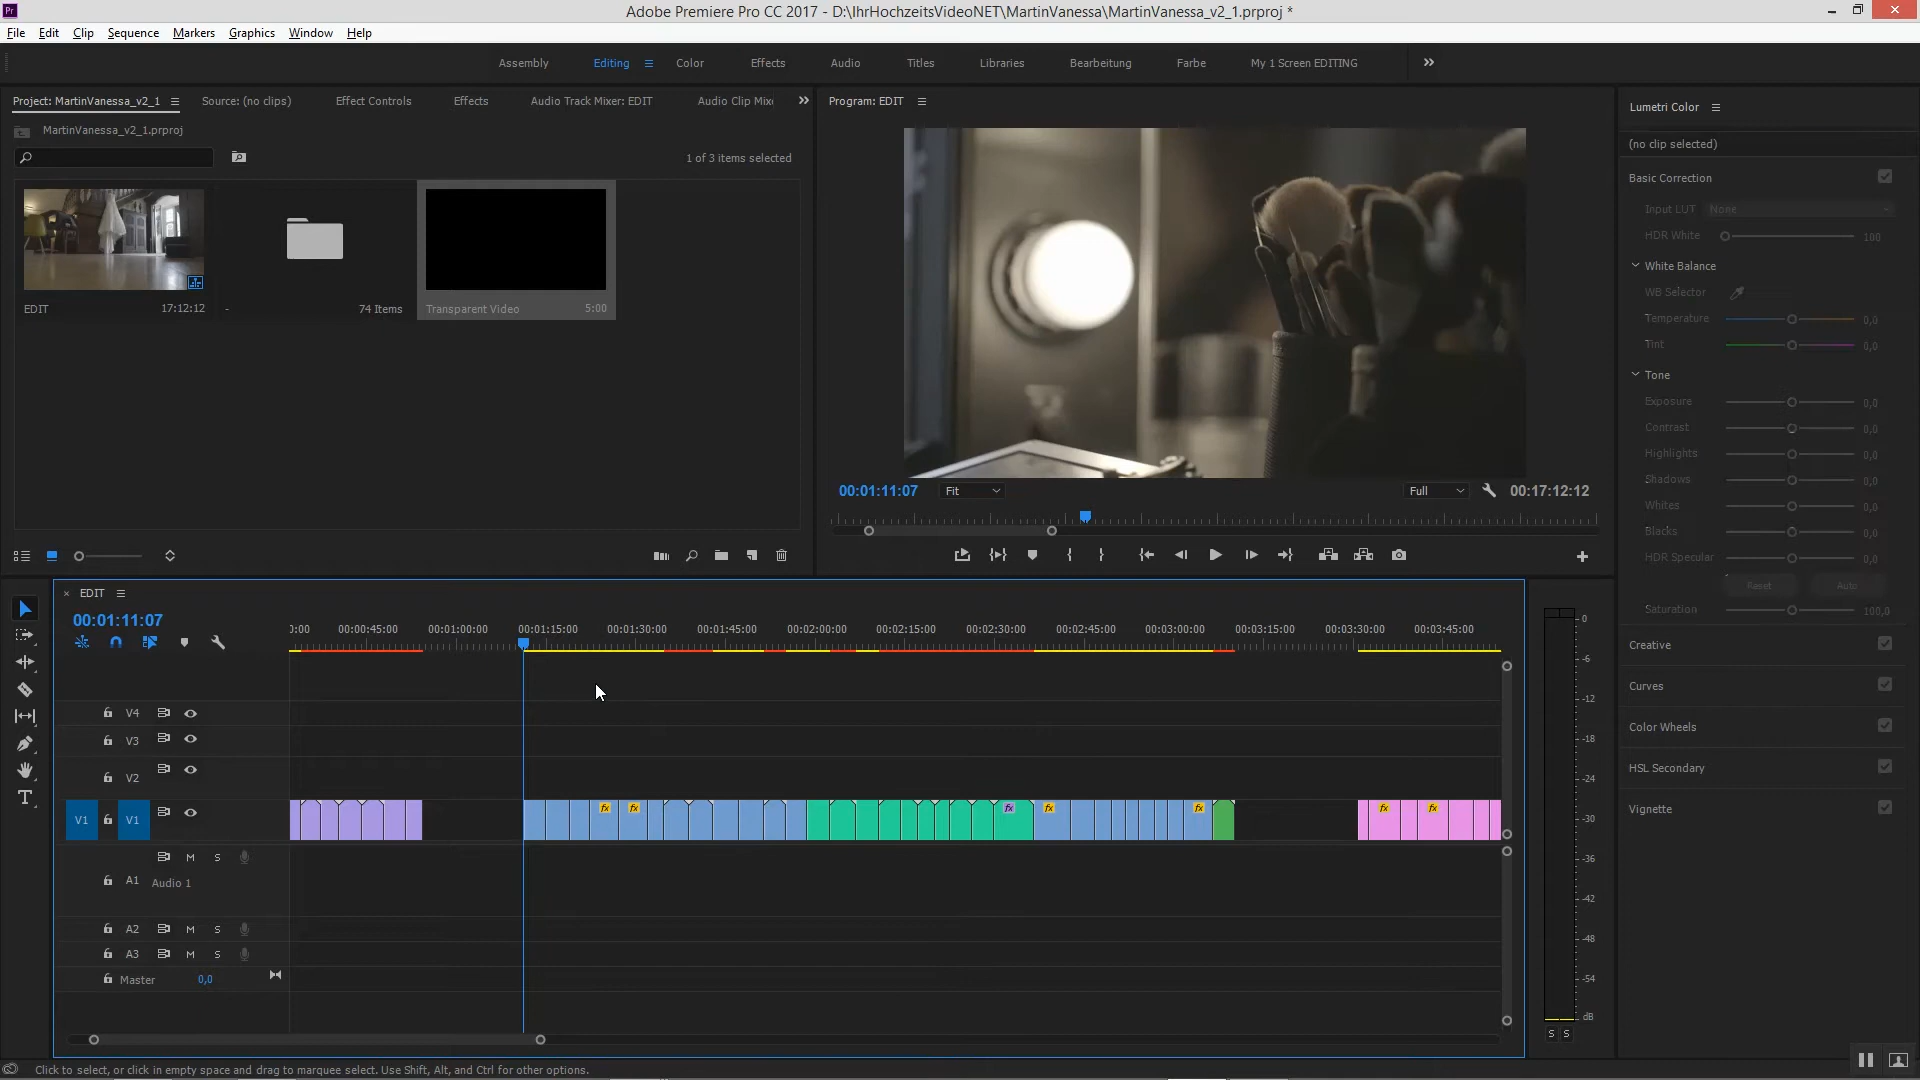 Pr
Adobe Premiere Pro CC 2017 - D:\IhrHochzeitsVideoNET\MartinVanessa\MartinVanessa_v2_1.prproj *
File Edit Clip Sequence Markers Graphics Window Help
Assembly Editing Color Effects Audio Titles Libraries Bearbeitung Farbe My 1 Screen EDITING
Project: MartinVanessa_v2_1 Source: (no clips) Effect Controls Effects Audio Track Mixer: EDIT Audio Clip Mix
MartinVanessa_v2_1.prproj
1 of 3 items selected
EDIT 17:12:12 - 74 Items Transparent Video 5:00
Program: EDIT
00:01:11:07 Fit Full 00:17:12:12
Lumetri Color
(no clip selected)
Basic Correction
Input LUT None
HDR White 100
White Balance
WB Selector
Temperature 0,0
Tint 0,0
Tone
Exposure 0,0
Contrast 0,0
Highlights 0,0
Shadows 0,0
Whites 0,0
Blacks 0,0
HDR Specular 0,0
Reset Auto
Saturation 100,0
Creative
Curves
Color Wheels
HSL Secondary
Vignette
EDIT
00:01:11:07
0:00 00:00:45:00 00:01:00:00 00:01:15:00 00:01:30:00 00:01:45:00 00:02:00:00 00:02:15:00 00:02:30:00 00:02:45:00 00:03:00:00 00:03:15:00 00:03:30:00 00:03:45:00
V4
V3
V2
V1 V1 fx fx fx fx fx fx fx
M S
A1 Audio 1
A2 M S
A3 M S
Master 0,0
0
-6
-12
-18
-24
-30
-36
-42
-48
-54
dB
S S
Click to select, or click in empty space and drag to marquee select. Use Shift, Alt, and Ctrl for other options.